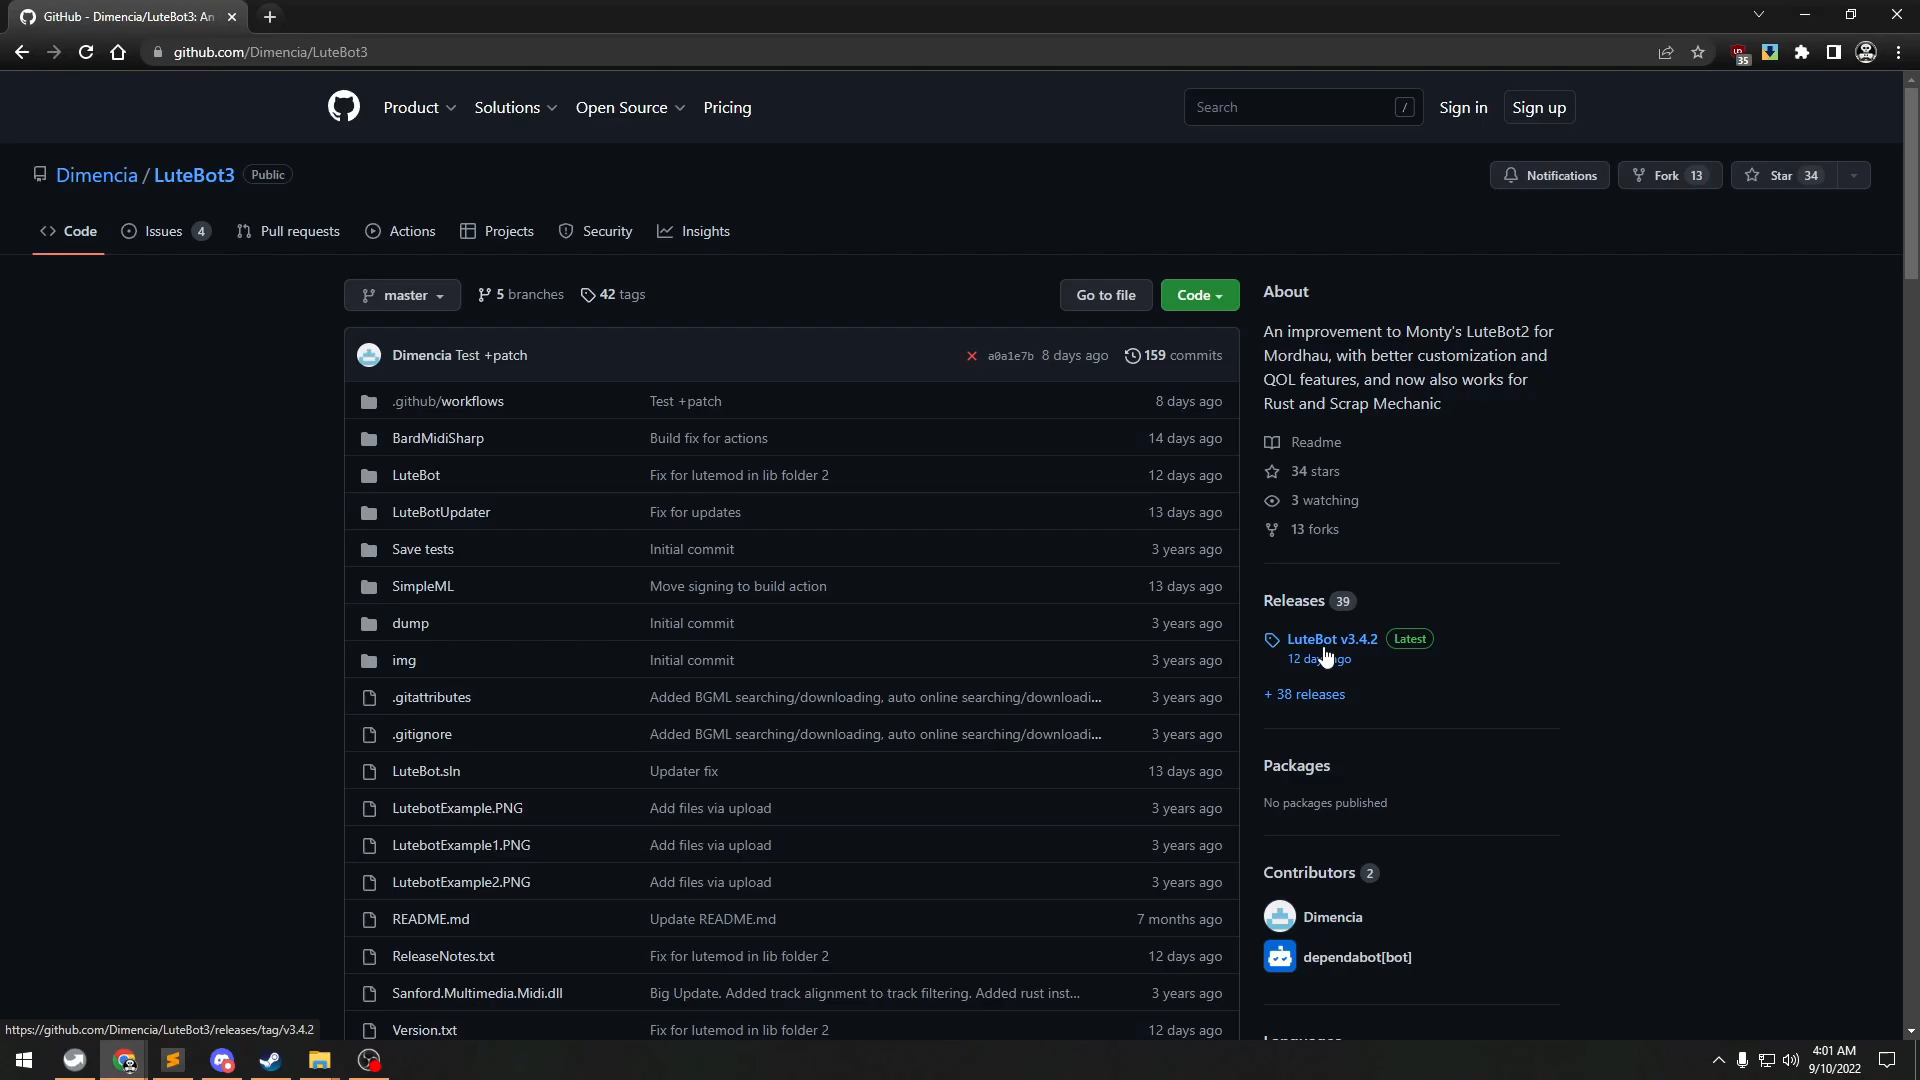 GitHub - Dimencia/LuteBot3: An
github.com/Dimencia/LuteBot3
35
Product
Solutions
Open Source
Pricing
Search
/
Sign in
Sign up
Dimencia / LuteBot3
Public
Notifications
Fork 13
Star 34
Code
Issues 4
Pull requests
Actions
Projects
Security
Insights
master
5 branches
42 tags
Go to file
Code
Dimencia Test +patch
a0a1e7b 8 days ago
159 commits
.github/workflows Test +patch 8 days ago
BardMidiSharp Build fix for actions 14 days ago
LuteBot Fix for lutemod in lib folder 2 12 days ago
LuteBotUpdater Fix for updates 13 days ago
Save tests Initial commit 3 years ago
SimpleML Move signing to build action 13 days ago
dump Initial commit 3 years ago
img Initial commit 3 years ago
.gitattributes Added BGML searching/downloading, auto online searching/downloadi... 3 years ago
.gitignore Added BGML searching/downloading, auto online searching/downloadi... 3 years ago
LuteBot.sln Updater fix 13 days ago
LutebotExample.PNG Add files via upload 3 years ago
LutebotExample1.PNG Add files via upload 3 years ago
LutebotExample2.PNG Add files via upload 3 years ago
README.md Update README.md 7 months ago
ReleaseNotes.txt Fix for lutemod in lib folder 2 12 days ago
Sanford.Multimedia.Midi.dll Big Update. Added track alignment to track filtering. Added rust inst... 3 years ago
Version.txt Fix for lutemod in lib folder 2 12 days ago
About
An improvement to Monty's LuteBot2 for
Mordhau, with better customization and
QOL features, and now also works for
Rust and Scrap Mechanic
Readme
34 stars
3 watching
13 forks
Releases 39
LuteBot v3.4.2 Latest
12 days ago
+ 38 releases
Packages
No packages published
Contributors 2
Dimencia
dependabot[bot]
Languages
https://github.com/Dimencia/LuteBot3/releases/tag/v3.4.2
4:01 AM
9/10/2022